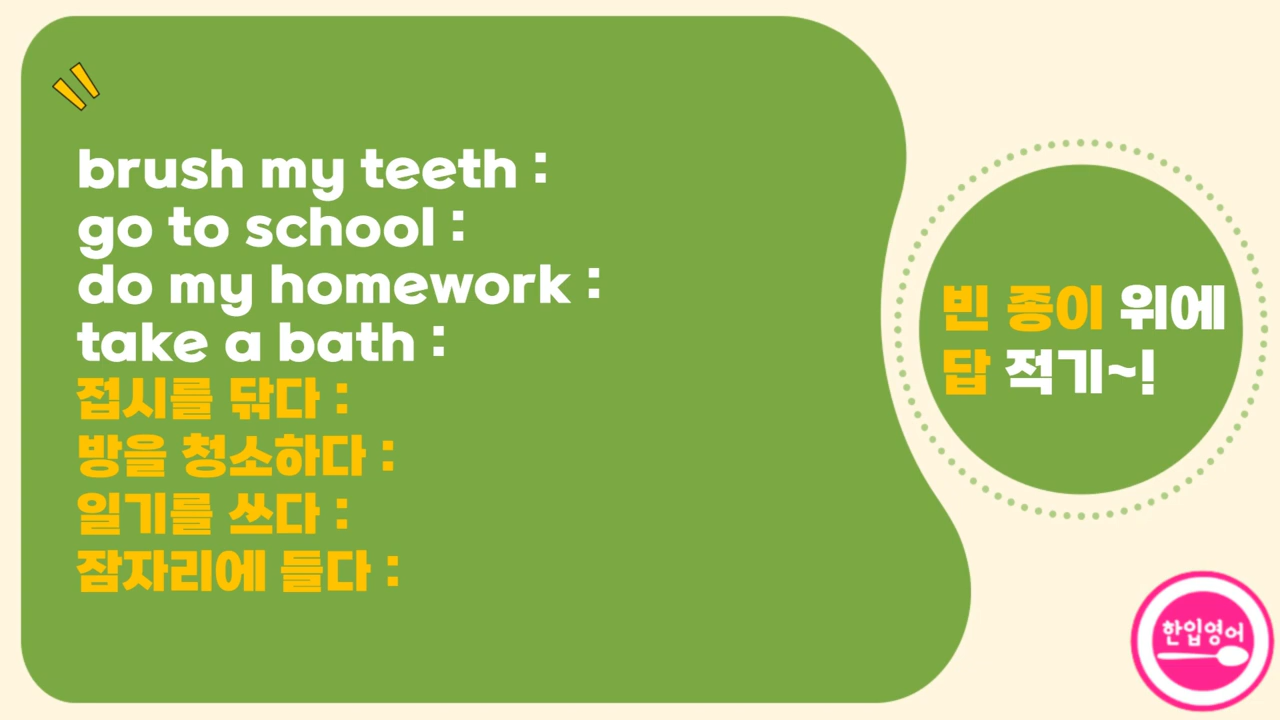 brush my teeth :
go to school :
do my homework :
take a bath :
접시를 닦다 :
방을 청소하다 :
일기를 쓰다 :
잠자리에 들다 :
빈 종이 위에
답 적기~!
한입영어